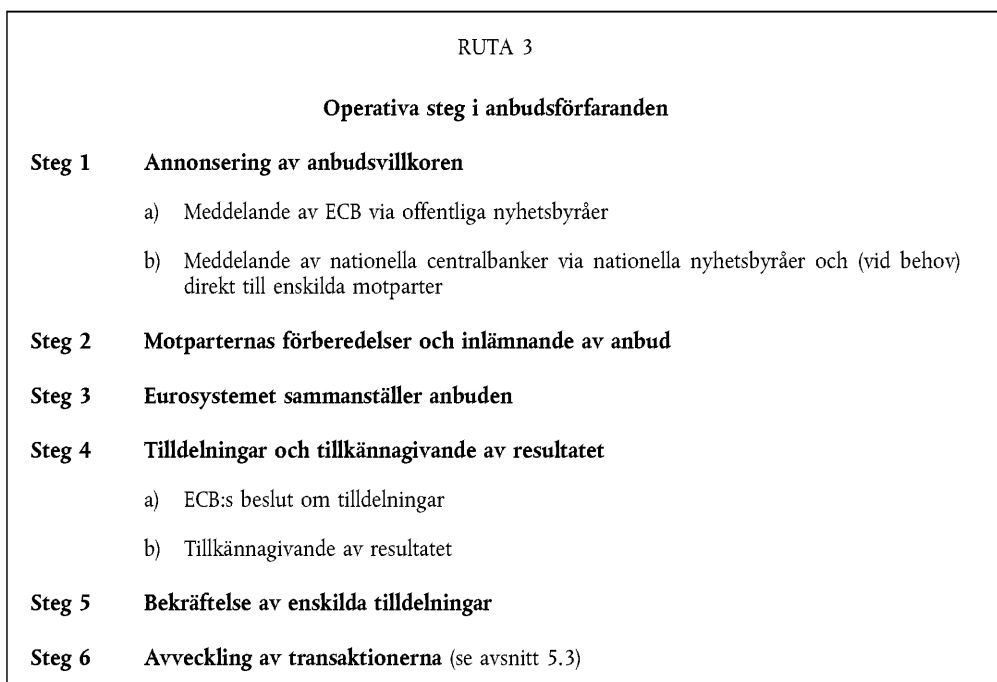 RUTA 3
Operativa steg i anbudsförfaranden
Steg 1 Annonsering av anbudsvillkoren
a) Meddelande av ECB via offentliga nyhetsbyråer
b) Meddelande av nationella centralbanker via nationella nyhetsbyråer och (vid behov)
direkt till enskilda motparter
Steg 2 Motparternas förberedelser och inlämnande av anbud
Steg 3 Eurosystemet sammanställer anbuden
Steg 4 Tilldelningar och tillkännagivande av resultatet
a) ECB:s beslut om tilldelningar
b) Tillkännagivande av resultatet
Steg 5 Bekräftelse av enskilda tilldelningar
Steg 6 Avveckling av transaktionerna (se avsnitt 5.3)